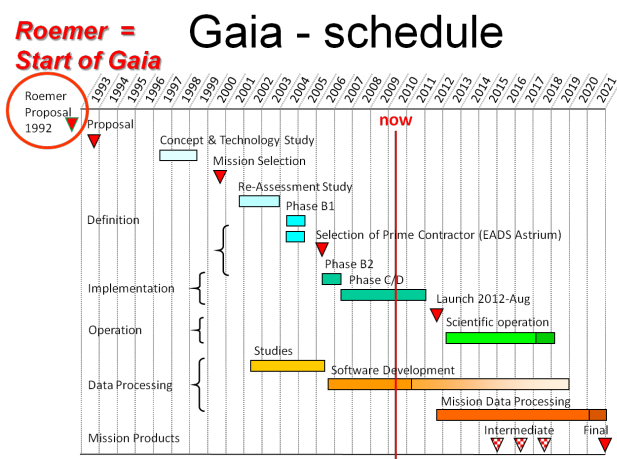 Roemer =
Start of Gaia
Gaia - schedule
1993 1994 1995 1996 1997 1998 1999 2000 2001 2002 2003 2004 2005 2006 2007 2008 2009 2010 2011 2012 2013 2014 2015 2016 2017 2018 2019 2020 2021
Roemer
Proposal
1992
now
Proposal
Concept & Technology Study
Mission Selection
Re-Assessment Study
Phase B1
Definition
Selection of Prime Contractor (EADS Astrium)
Phase B2
Phase C/D
Implementation
Launch 2012-Aug
Scientific operation
Operation
Studies
Software Development
Data Processing
Mission Data Processing
Intermediate
Final
Mission Products